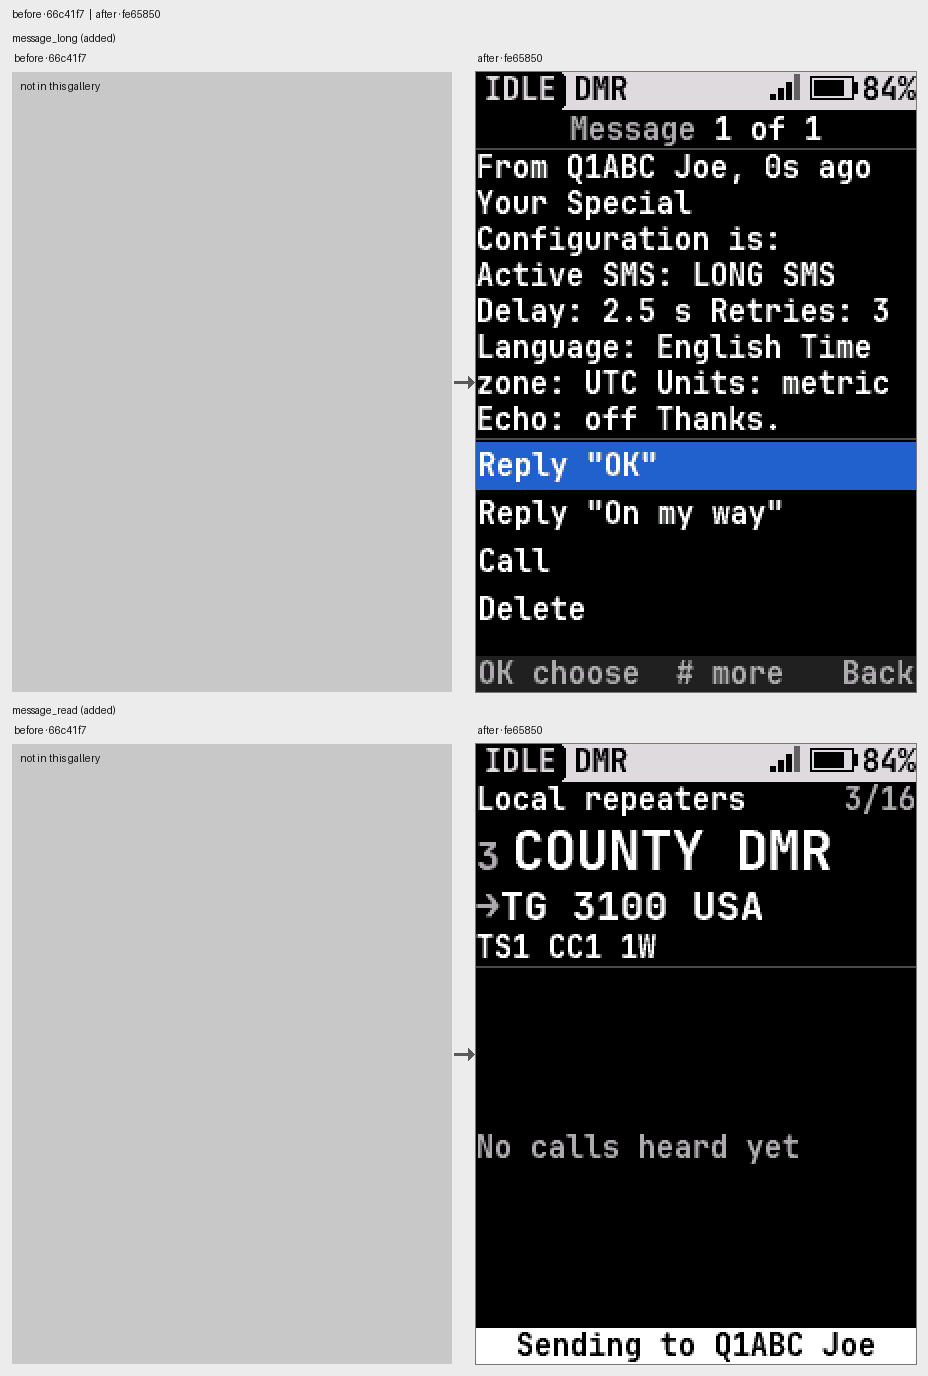 before · 66c41f7 | after · fe65850
message_long (added)
before · 66c41f7
after · fe65850
not in this gallery
IDLE DMR 84%
Message 1 of 1
From Q1ABC Joe, 0s ago
Your Special
Configuration is:
Active SMS: LONG SMS
Delay: 2.5 s Retries: 3
Language: English Time
zone: UTC Units: metric
Echo: off Thanks.
Reply "OK"
Reply "On my way"
Call
Delete
OK choose # more Back
message_read (added)
before · 66c41f7
after · fe65850
not in this gallery
IDLE DMR 84%
Local repeaters 3/16
3 COUNTY DMR
→TG 3100 USA
TS1 CC1 1W
No calls heard yet
Sending to Q1ABC Joe